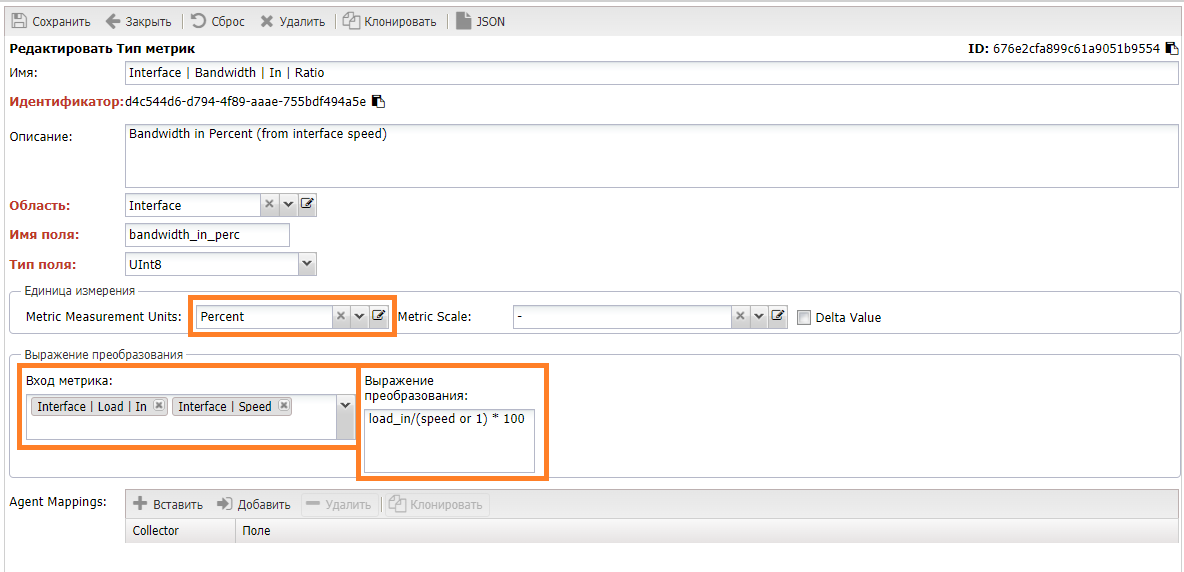 Сохранить Закрыть Сброс Удалить Клонировать JSON
Редактировать Тип метрик ID: 676e2cfa899c61a9051b9554
Имя: Interface | Bandwidth | In | Ratio
Идентификатор: d4c544d6-d794-4f89-aaae-755bdf494a5e
Описание: Bandwidth in Percent (from interface speed)
Область: Interface
Имя поля: bandwidth_in_perc
Тип поля: UInt8
Единица измерения
Metric Measurement Units: Percent Metric Scale: - Delta Value
Выражение преобразования
Вход метрика:
Interface | Load | In Interface | Speed
Выражение
преобразования:
load_in/(speed or 1) * 100
Agent Mappings: Вставить Добавить Удалить Клонировать
Collector Поле